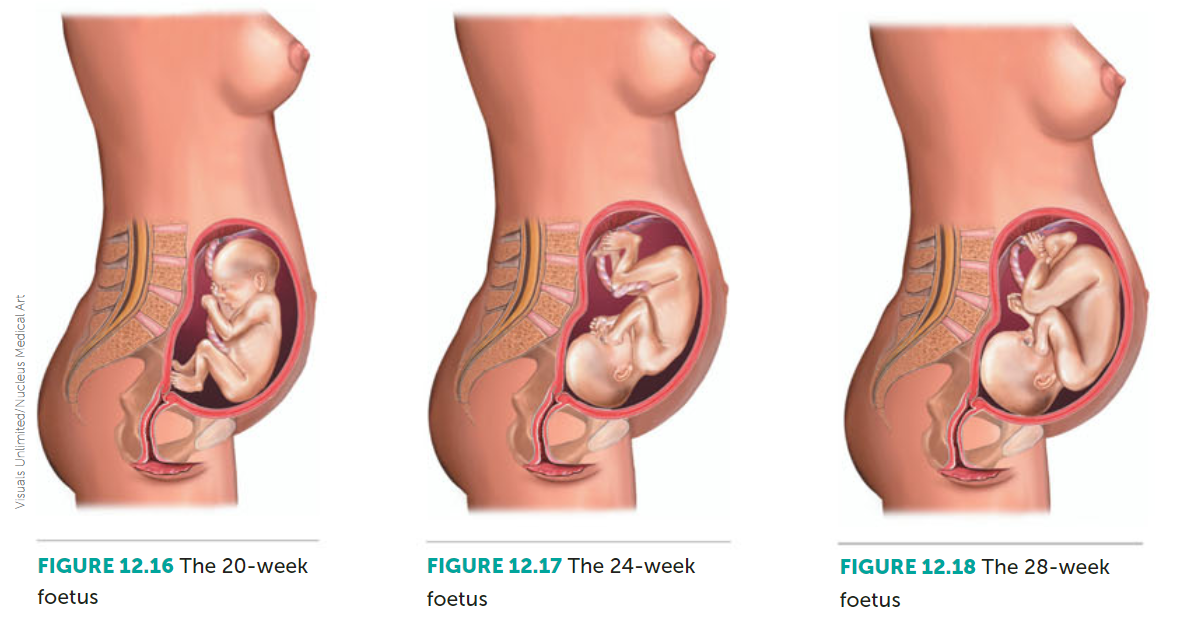 Visuals Unlimited/Nucleus Medical Art
FIGURE 12.16 The 20-week
foetus
FIGURE 12.17 The 24-week
foetus
FIGURE 12.18 The 28-week
foetus